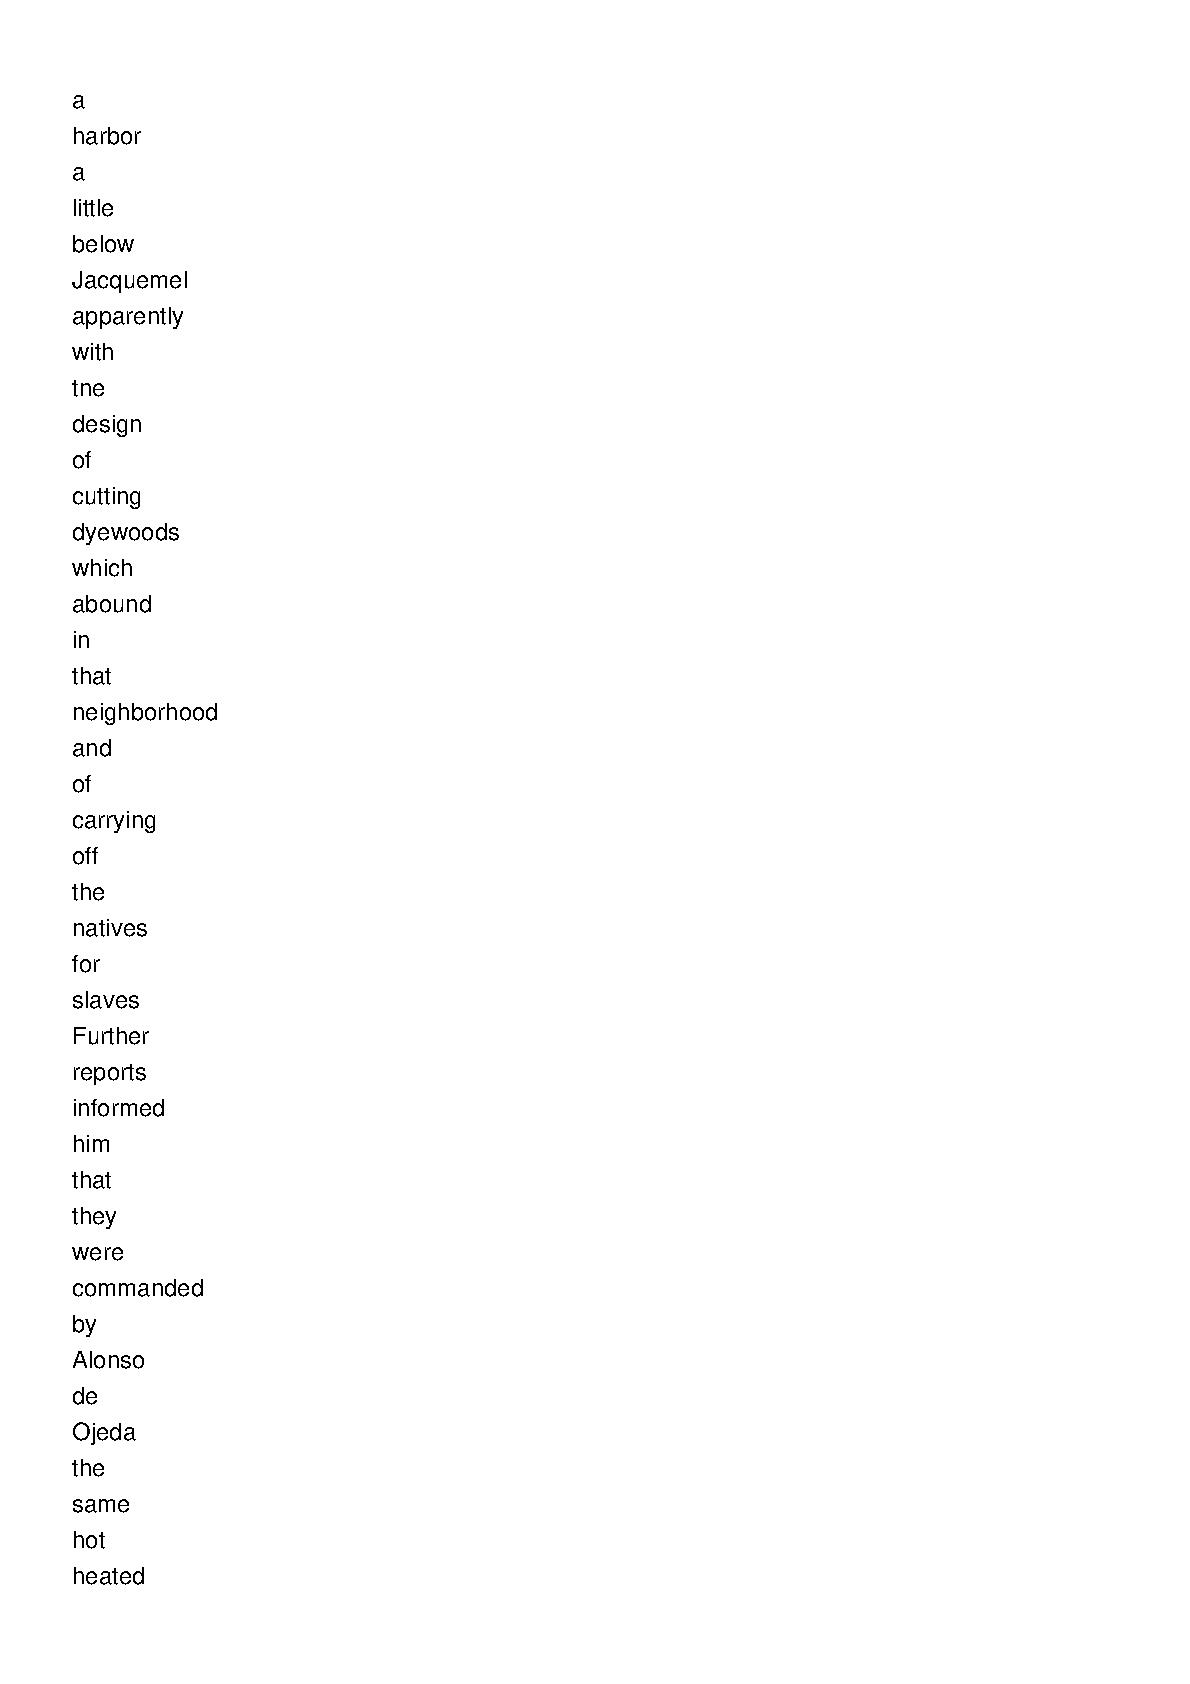 a
harbor
a
little
below
Jacquemel
apparently
with
tne
design
of
cutting
dyewoods
which
abound
in
that
neighborhood
and
of
carrying
off
the
natives
for
slaves
Further
reports
informed
him
that
they
were
commanded
by
Alonso
de
Ojeda
the
same
hot
heated